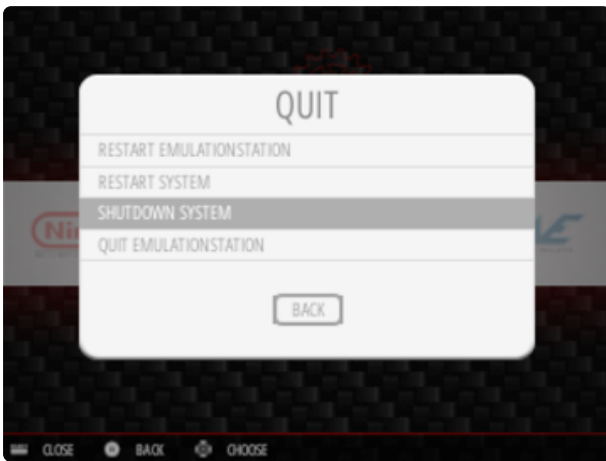 QUIT
RESTART EMULATIONSTATION
RESTART SYSTEM
SHUTDOWN SYSTEM
QUIT EMULATIONSTATION
BACK
CLOSE BACK CHOOSE